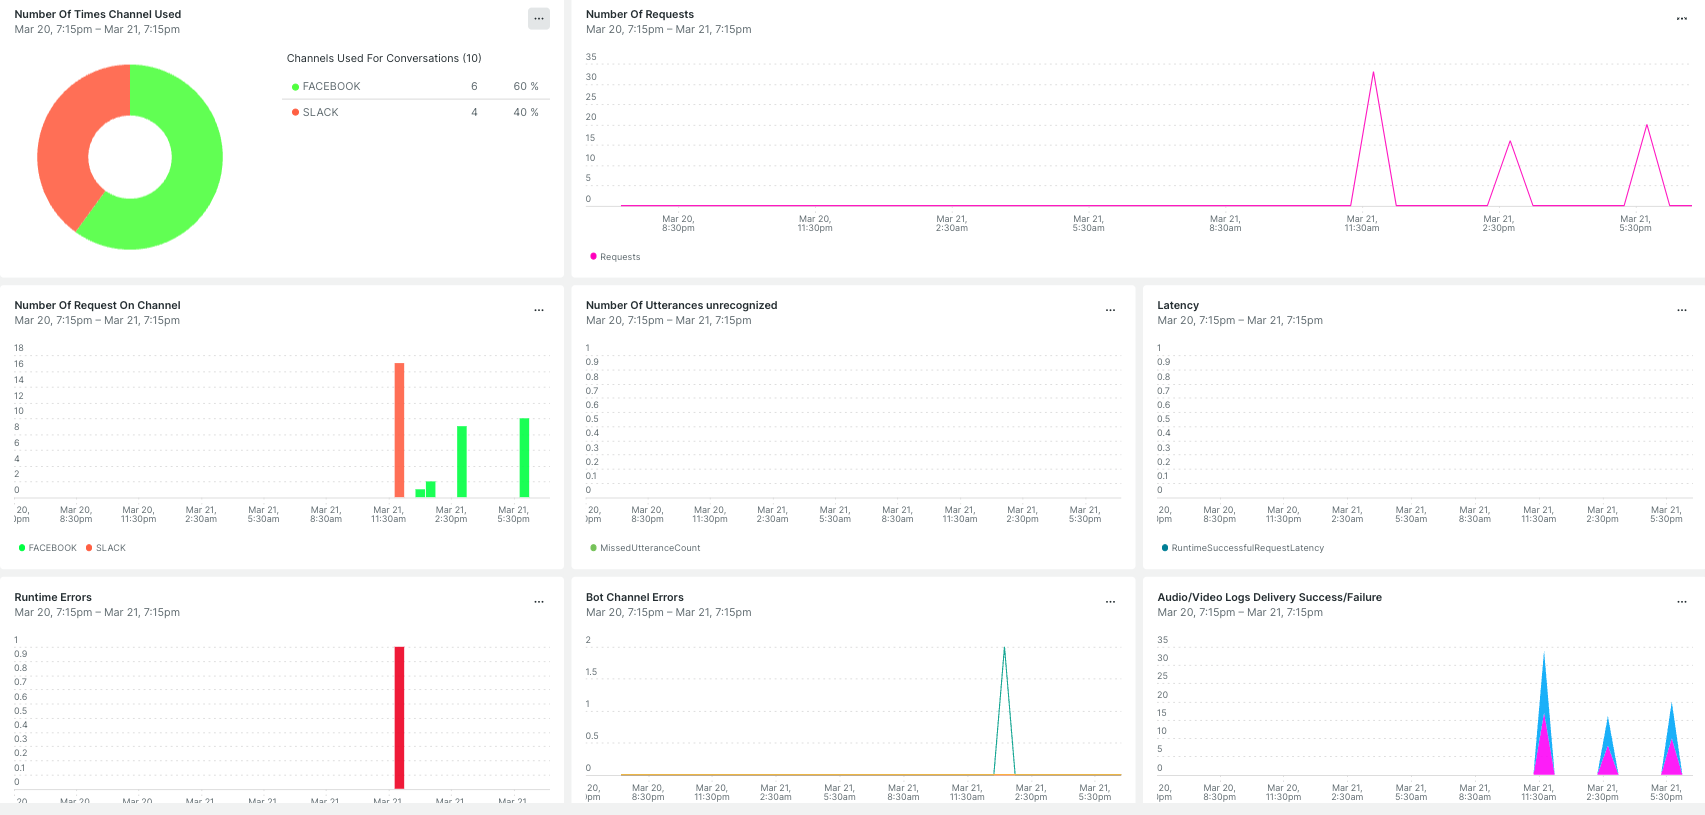 Number Of Times Channel Used
Mar 20, 7:15pm – Mar 21, 7:15pm
Channels Used For Conversations (10)
FACEBOOK 6 60 %
SLACK 4 40 %
Number Of Requests
Mar 20, 7:15pm – Mar 21, 7:15pm
35
30
25
20
15
10
5
0
Mar 20, Mar 20, Mar 21, Mar 21, Mar 21, Mar 21, Mar 21, Mar 21,
8:30pm 11:30pm 2:30am 5:30am 8:30am 11:30am 2:30pm 5:30pm
Requests
Number Of Request On Channel
Mar 20, 7:15pm – Mar 21, 7:15pm
18
16
14
12
10
8
6
4
2
0
20, Mar 20, Mar 20, Mar 21, Mar 21, Mar 21, Mar 21, Mar 21, Mar 21,
pm 8:30pm 11:30pm 2:30am 5:30am 8:30am 11:30am 2:30pm 5:30pm
FACEBOOK SLACK
Number Of Utterances unrecognized
Mar 20, 7:15pm – Mar 21, 7:15pm
1
0.9
0.8
0.7
0.6
0.5
0.4
0.3
0.2
0.1
0
20, Mar 20, Mar 20, Mar 21, Mar 21, Mar 21, Mar 21, Mar 21, Mar 21,
pm 8:30pm 11:30pm 2:30am 5:30am 8:30am 11:30am 2:30pm 5:30pm
MissedUtteranceCount
Latency
Mar 20, 7:15pm – Mar 21, 7:15pm
1
0.9
0.8
0.7
0.6
0.5
0.4
0.3
0.2
0.1
0
20, Mar 20, Mar 20, Mar 21, Mar 21, Mar 21, Mar 21, Mar 21, Mar 21,
pm 8:30pm 11:30pm 2:30am 5:30am 8:30am 11:30am 2:30pm 5:30pm
RuntimeSuccessfulRequestLatency
Runtime Errors
Mar 20, 7:15pm – Mar 21, 7:15pm
1
0.9
0.8
0.7
0.6
0.5
0.4
0.3
0.2
0.1
0
20, Mar 20, Mar 20, Mar 21, Mar 21, Mar 21, Mar 21, Mar 21, Mar 21,
Bot Channel Errors
Mar 20, 7:15pm – Mar 21, 7:15pm
2
1.5
1
0.5
0
20, Mar 20, Mar 20, Mar 21, Mar 21, Mar 21, Mar 21, Mar 21, Mar 21,
pm 8:30pm 11:30pm 2:30am 5:30am 8:30am 11:30am 2:30pm 5:30pm
Audio/Video Logs Delivery Success/Failure
Mar 20, 7:15pm – Mar 21, 7:15pm
35
30
25
20
15
10
5
0
20, Mar 20, Mar 20, Mar 21, Mar 21, Mar 21, Mar 21, Mar 21, Mar 21,
pm 8:30pm 11:30pm 2:30am 5:30am 8:30am 11:30am 2:30pm 5:30pm